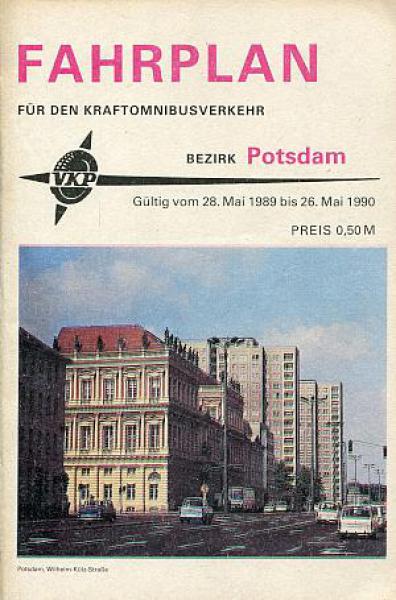 FAHRPLAN
FÜR DEN KRAFTOMNIBUSVERKEHR
BEZIRK Potsdam
VKP
Gültig vom 28. Mai 1989 bis 26. Mai 1990
PREIS 0,50 M
Potsdam, Wilhelm-Külz-Straße